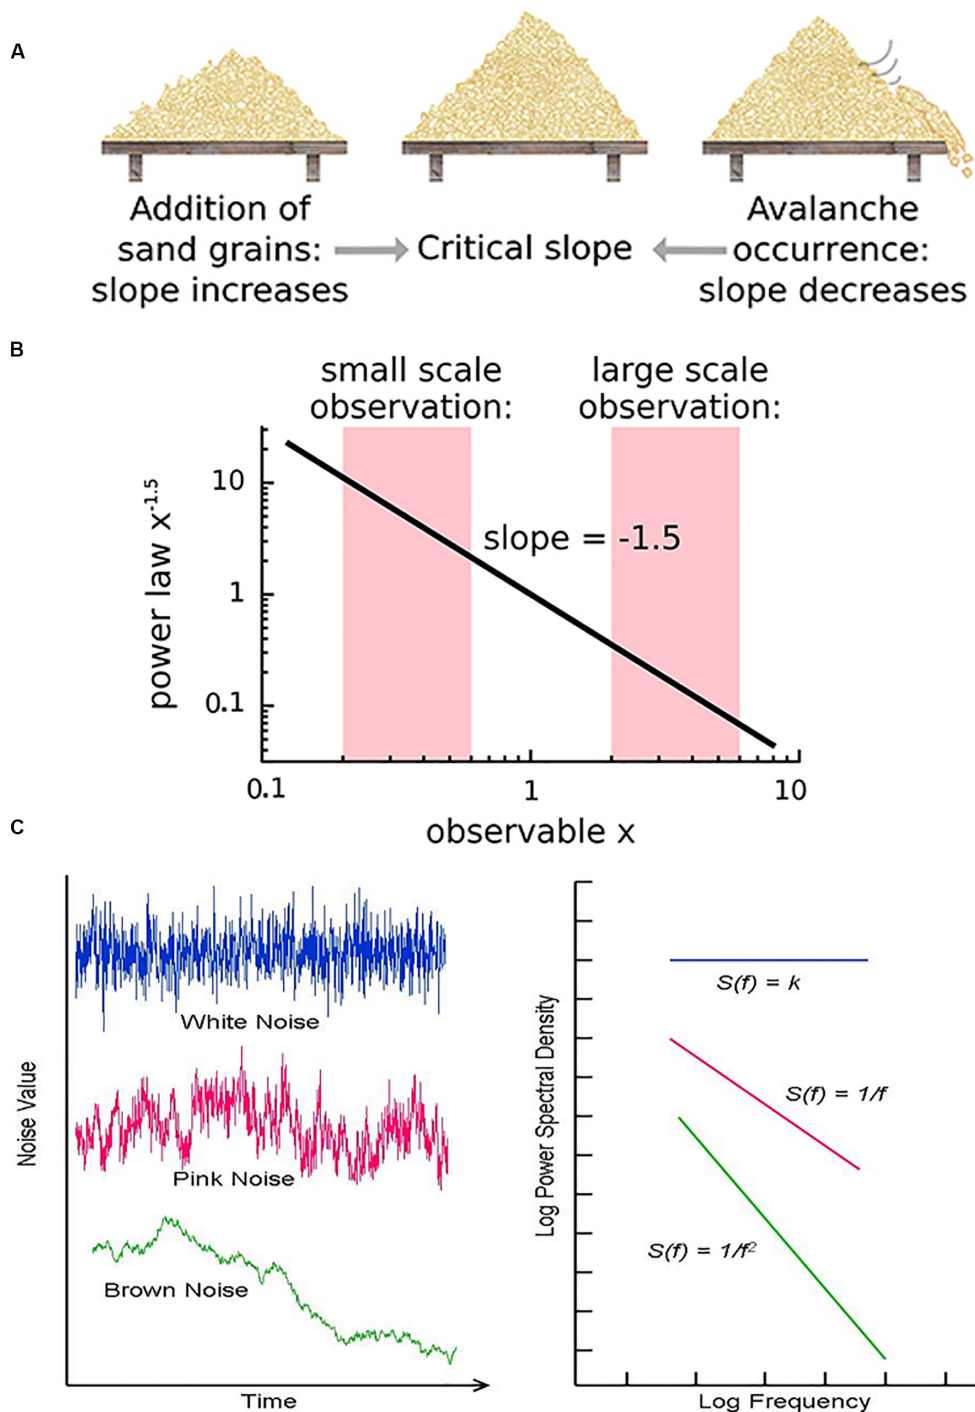 A
Addition of
sand grains:
slope increases
Critical slope
Avalanche
occurrence:
slope decreases
B
small scale
observation:
large scale
observation:
power law x^-1.5
10
1
0.1
slope = -1.5
0.1
1
10
observable x
C
Noise Value
White Noise
Pink Noise
Brown Noise
Time
Log Power Spectral Density
S(f) = k
S(f) = 1/f
S(f) = 1/f²
Log Frequency